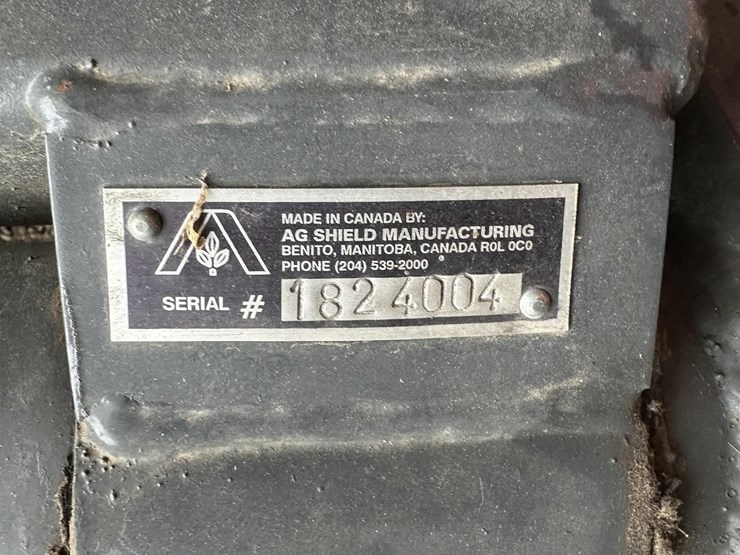 MADE IN CANADA BY:
AG SHIELD MANUFACTURING
BENITO, MANITOBA, CANADA R0L 0C0
PHONE (204) 539-2000
SERIAL # 1824004